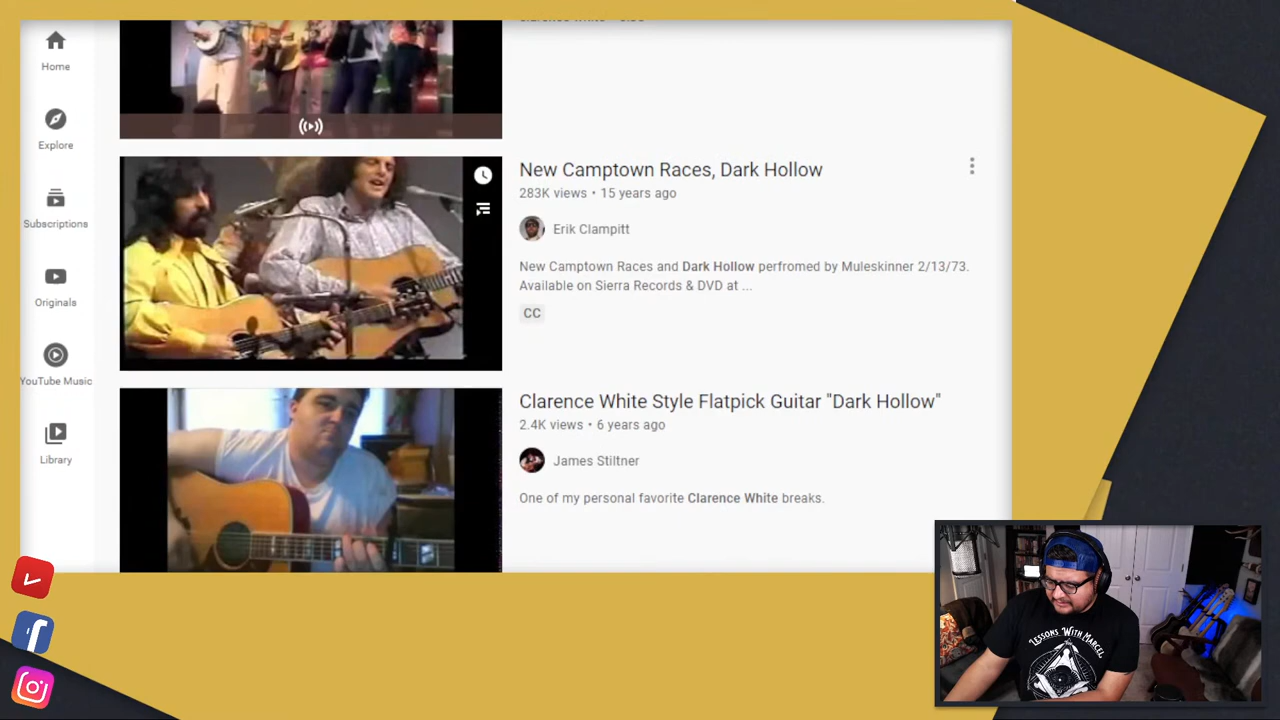 Home
Explore
Subscriptions
Originals
YouTube Music
Library
New Camptown Races, Dark Hollow
283K views • 15 years ago
Erik Clampitt
New Camptown Races and Dark Hollow perfromed by Muleskinner 2/13/73.
Available on Sierra Records & DVD at ...
CC
Clarence White Style Flatpick Guitar "Dark Hollow"
2.4K views • 6 years ago
James Stiltner
One of my personal favorite Clarence White breaks.
LESSONS WITH MARCEL